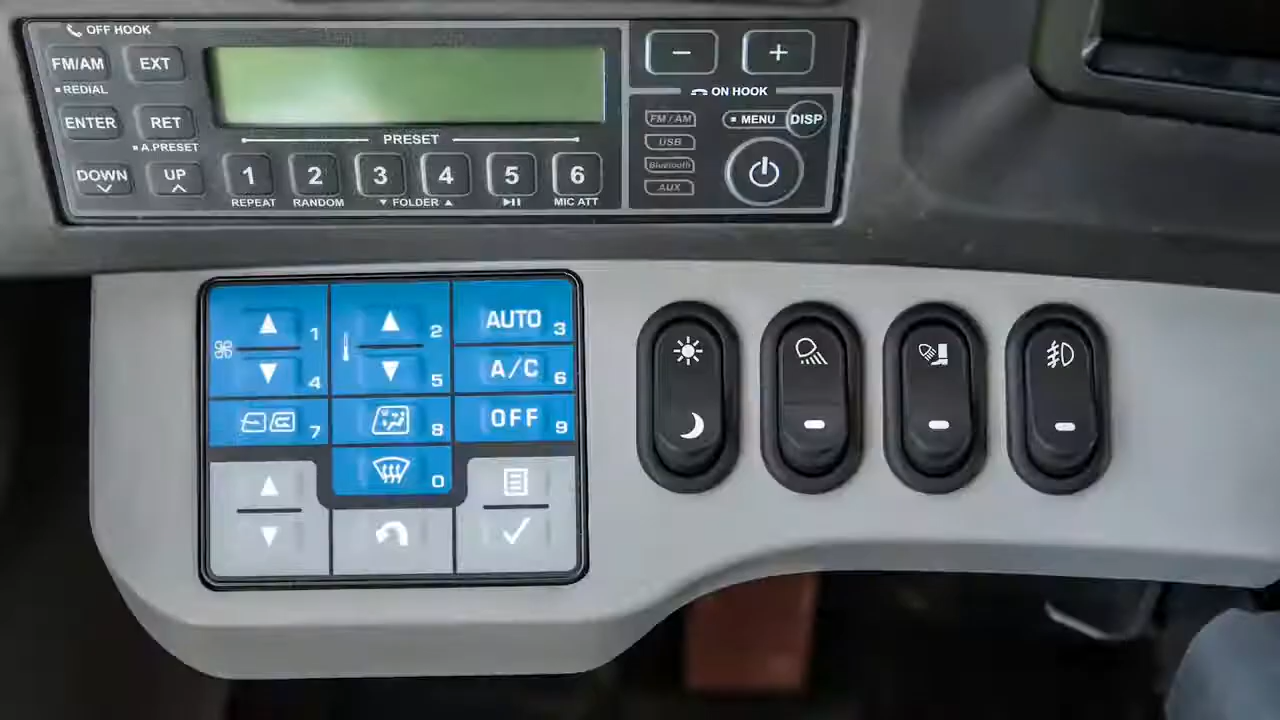 OFF HOOK
FM/AM EXT
REDIAL
ENTER RET
A.PRESET
DOWN UP
PRESET
1 2 3 4 5 6
REPEAT RANDOM FOLDER MIC ATT
- +
ON HOOK
FM / AM
MENU DISP
USB
Bluetooth
AUX
1 2 AUTO 3
4 5 A/C 6
7 8 OFF 9
0